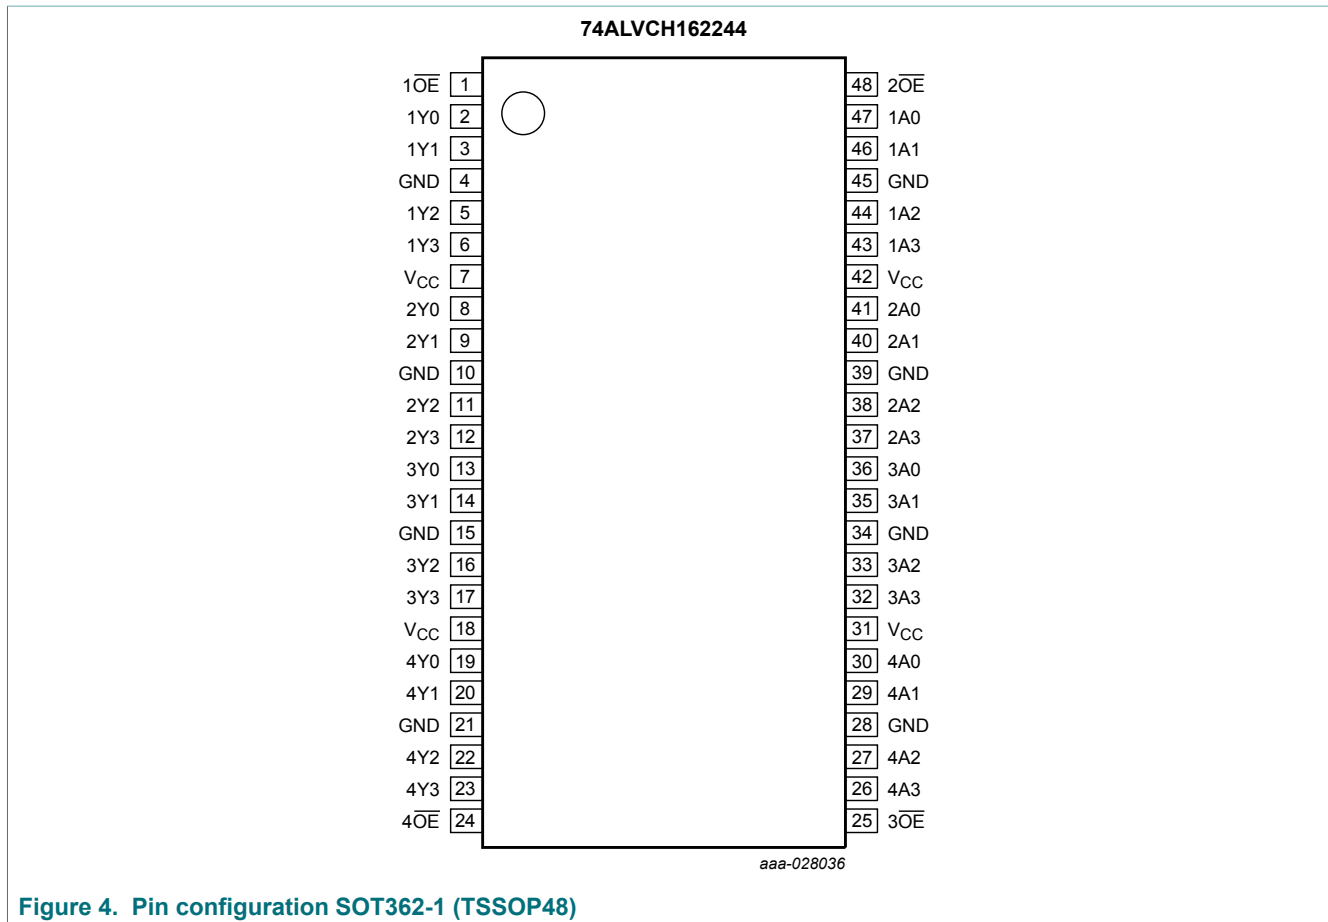 74ALVCH162244
1O̅E̅ 1 48 2O̅E̅
1Y0 2 47 1A0
1Y1 3 46 1A1
GND 4 45 GND
1Y2 5 44 1A2
1Y3 6 43 1A3
VCC 7 42 VCC
2Y0 8 41 2A0
2Y1 9 40 2A1
GND 10 39 GND
2Y2 11 38 2A2
2Y3 12 37 2A3
3Y0 13 36 3A0
3Y1 14 35 3A1
GND 15 34 GND
3Y2 16 33 3A2
3Y3 17 32 3A3
VCC 18 31 VCC
4Y0 19 30 4A0
4Y1 20 29 4A1
GND 21 28 GND
4Y2 22 27 4A2
4Y3 23 26 4A3
4O̅E̅ 24 25 3O̅E̅
aaa-028036
Figure 4. Pin configuration SOT362-1 (TSSOP48)